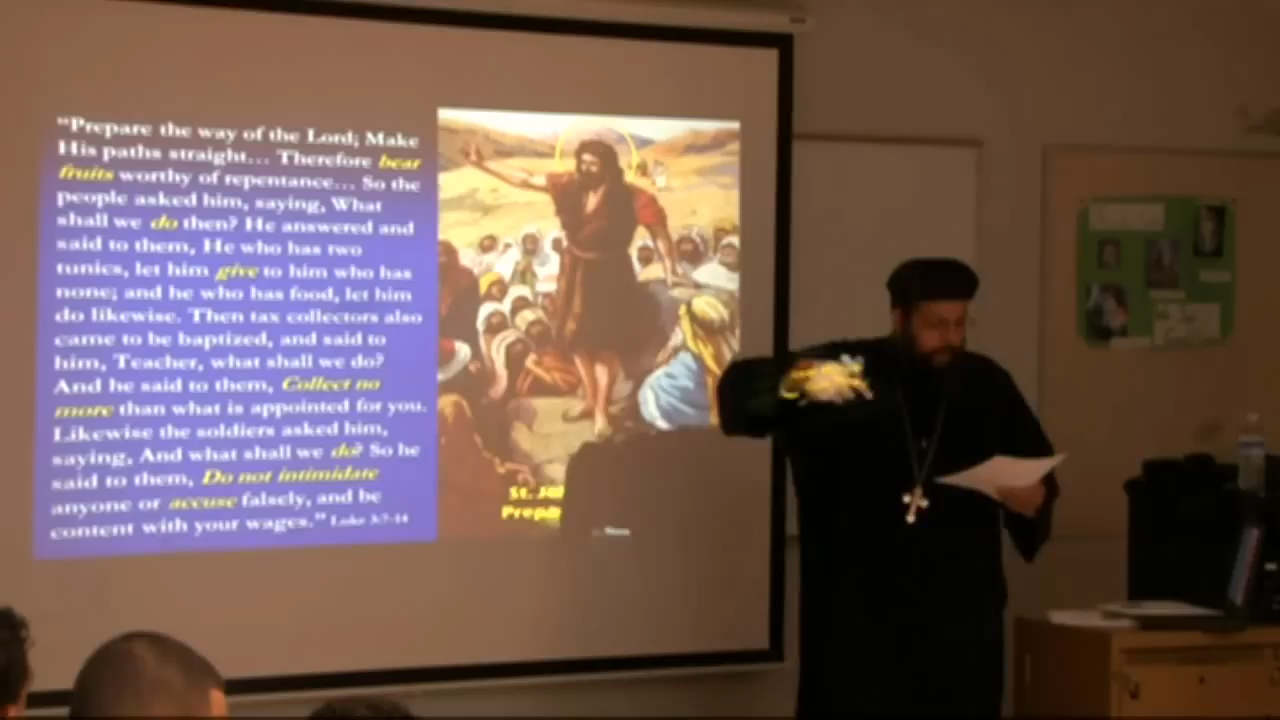 “Prepare the way of the Lord; Make
His paths straight... Therefore bear
fruits worthy of repentance... So the
people asked him, saying, What
shall we do then? He answered and
said to them, He who has two
tunics, let him give to him who has
none; and he who has food, let him
do likewise. Then tax collectors also
came to be baptized, and said to
him, Teacher, what shall we do?
And he said to them, Collect no
more than what is appointed for you.
Likewise the soldiers asked him,
saying, And what shall we do? So he
said to them, Do not intimidate
anyone or accuse falsely, and be
content with your wages.” Luke 3:7-14
St.